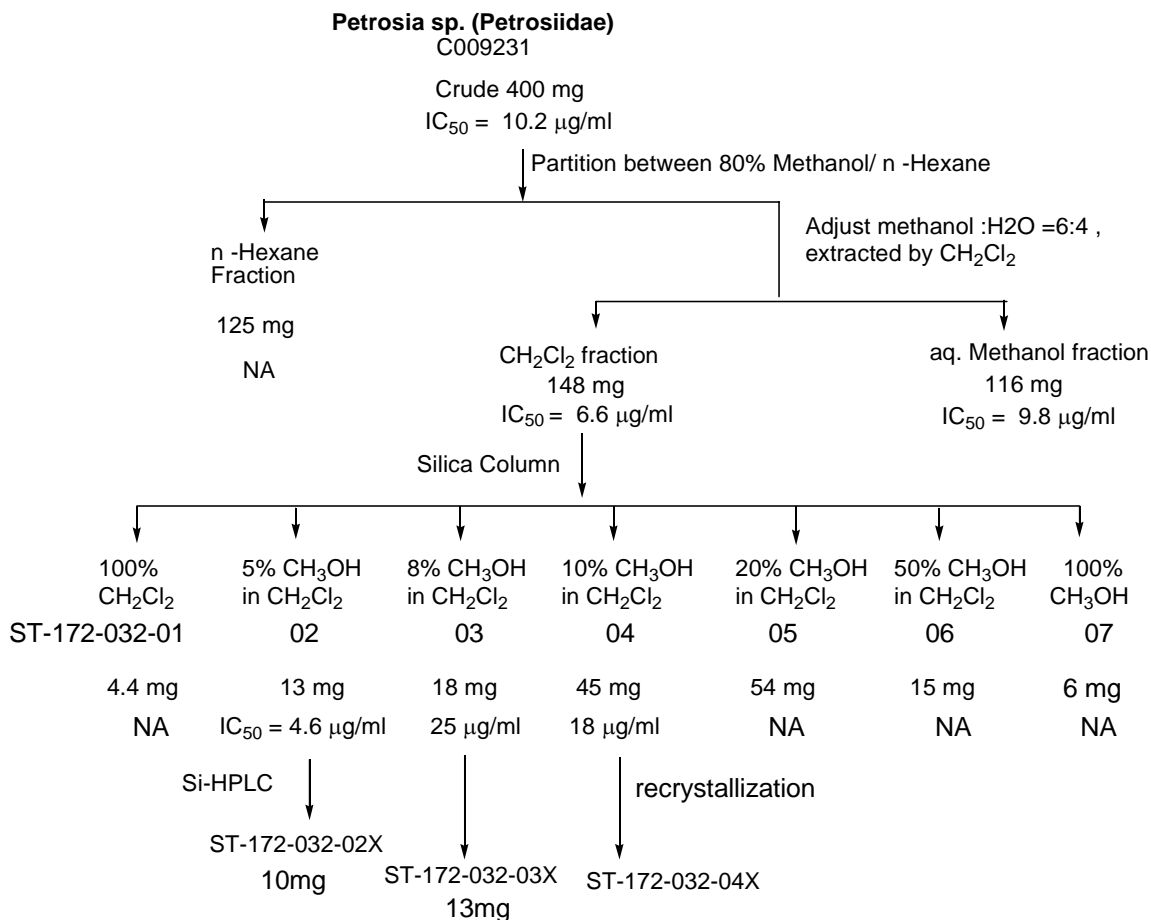 Petrosia sp. (Petrosiidae)
C009231
Crude 400 mg
IC50 = 10.2 μg/ml
Partition between 80% Methanol/ n -Hexane
Adjust methanol :H2O =6:4 ,
extracted by CH2Cl2
n -Hexane
Fraction
125 mg
NA
CH2Cl2 fraction
148 mg
IC50 = 6.6 μg/ml
aq. Methanol fraction
116 mg
IC50 = 9.8 μg/ml
Silica Column
100% 5% CH3OH 8% CH3OH 10% CH3OH 20% CH3OH 50% CH3OH 100%
CH2Cl2 in CH2Cl2 in CH2Cl2 in CH2Cl2 in CH2Cl2 in CH2Cl2 CH3OH
ST-172-032-01 02 03 04 05 06 07
4.4 mg 13 mg 18 mg 45 mg 54 mg 15 mg 6 mg
NA IC50 = 4.6 μg/ml 25 μg/ml 18 μg/ml NA NA NA
Si-HPLC
recrystallization
ST-172-032-02X
10mg
ST-172-032-03X
13mg
ST-172-032-04X